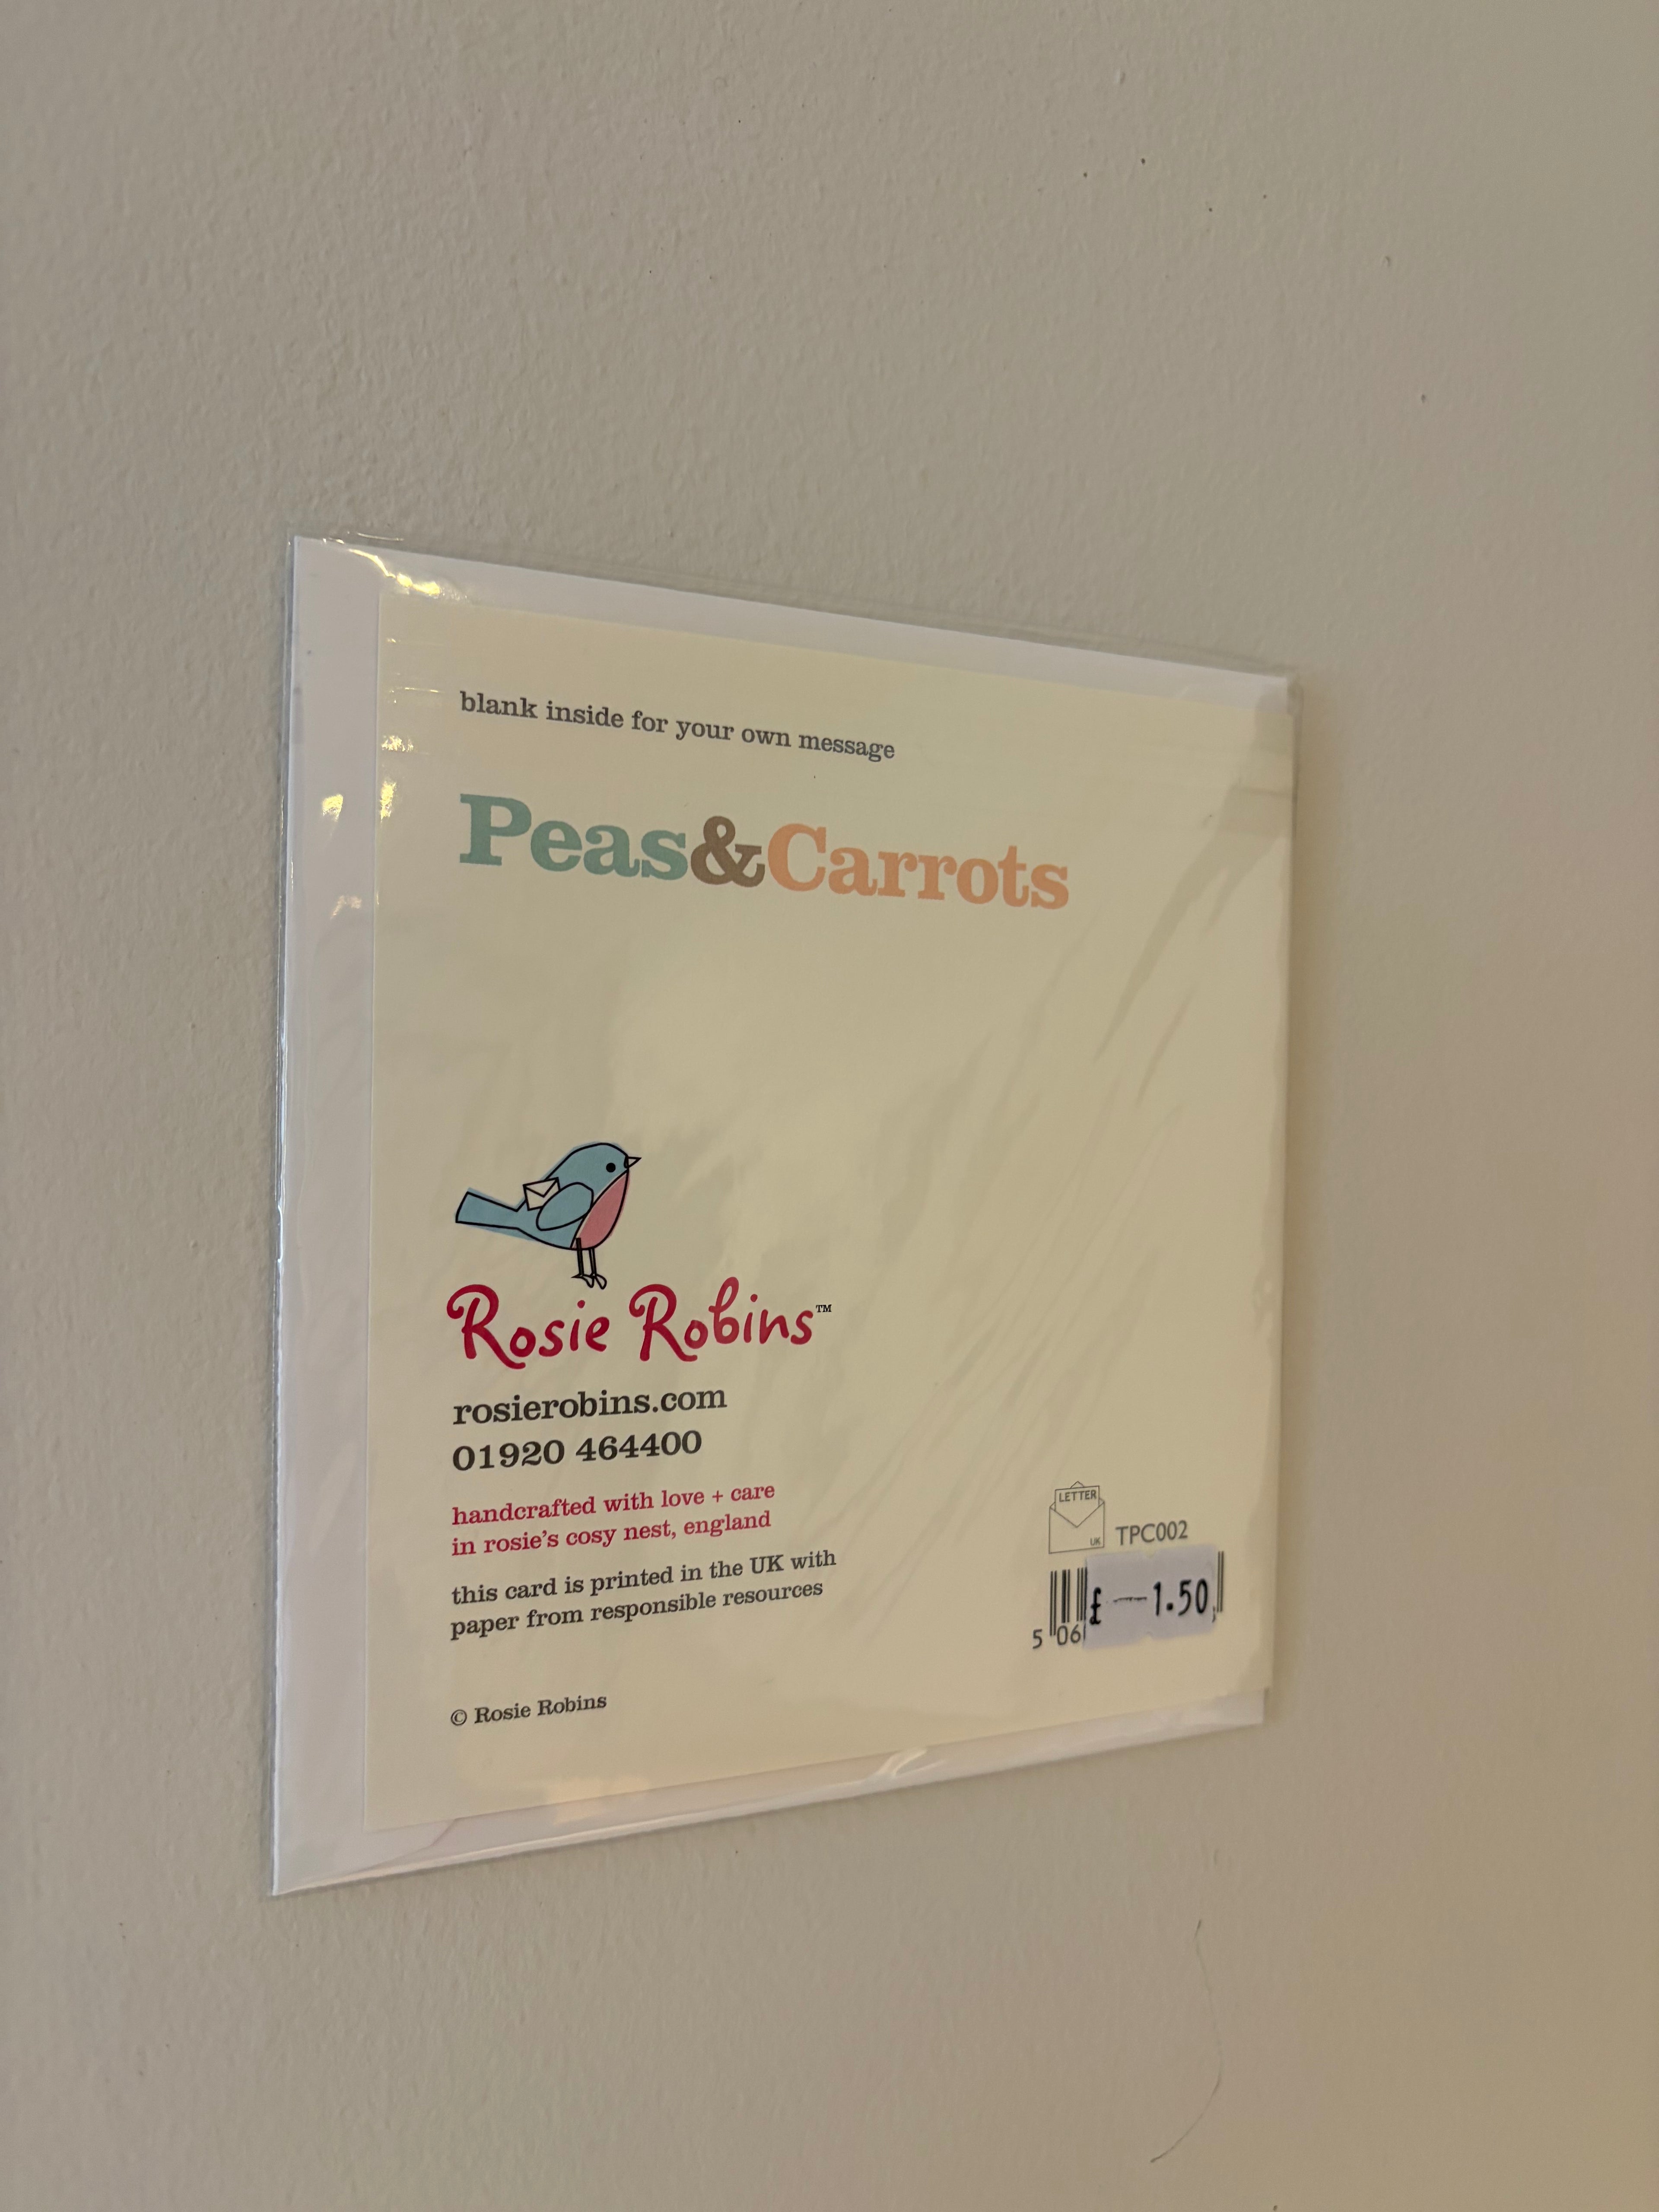 blank inside for your own message
Peas&Carrots
Rosie Robins™
rosierobins.com
01920 464400
handcrafted with love + care
in rosie's cosy nest, england
this card is printed in the UK with
paper from responsible resources
© Rosie Robins
LETTER
UK
TPC002
£ —1.50
5 06